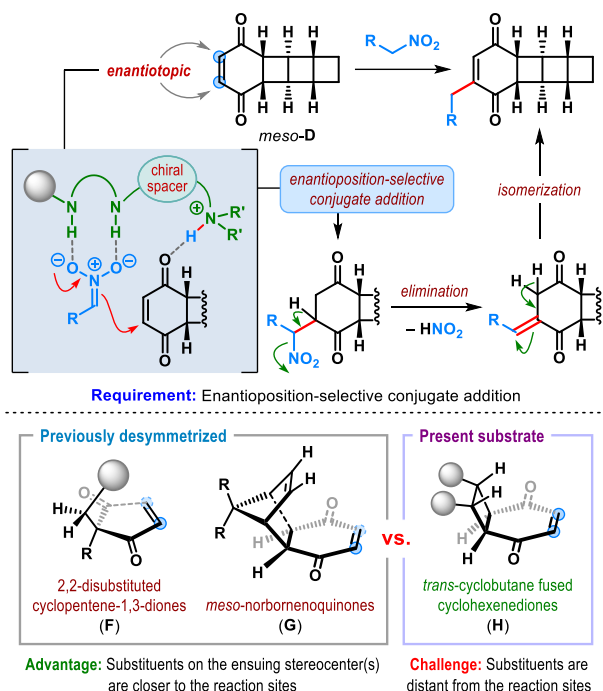 O
H
H
H
R
NO2
O
H
H
H
enantiotopic
O
H
H
H
meso-D
O
R
H
H
H
chiral
spacer
enantioposition-selective
conjugate addition
isomerization
N
N
⊕
N
R'
R'
H
H
H
⊖
O
⊕
N
O
⊖
O
H
R
O
H
O
H
H
R
NO2
O
H
elimination
– HNO2
H
O
H
R
O
H
Requirement: Enantioposition-selective conjugate addition
Previously desymmetrized
Present substrate
H
O
H
R
O
H
R
R
O
H
H
O
vs.
H
H
O
H
H
O
2,2-disubstituted
cyclopentene-1,3-diones
(F)
meso-norbornenoquinones
(G)
trans-cyclobutane fused
cyclohexenediones
(H)
Advantage: Substituents on the ensuing stereocenter(s)
are closer to the reaction sites
Challenge: Substituents are
distant from the reaction sites